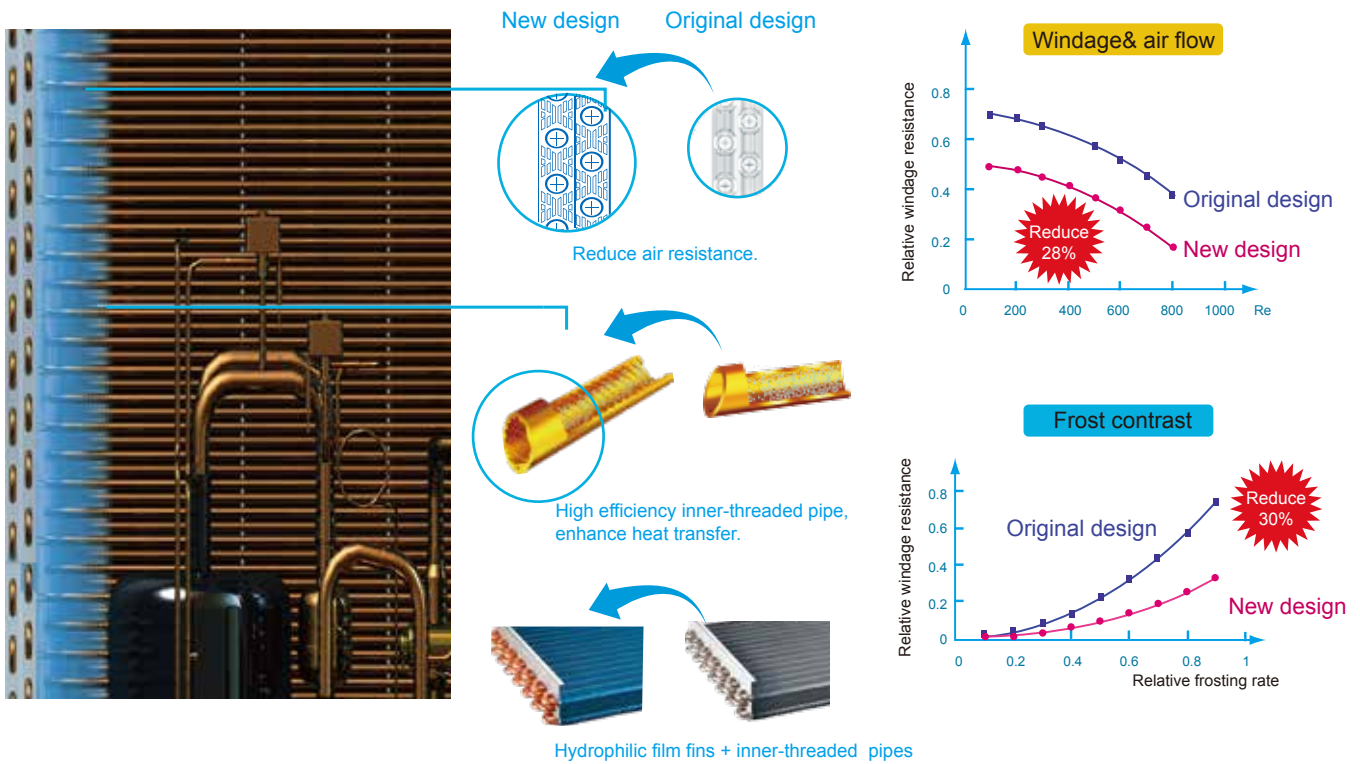 New design
Original design
Reduce air resistance.
High efficiency inner-threaded pipe,
enhance heat transfer.
Hydrophilic film fins + inner-threaded pipes
Windage& air flow
Relative windage resistance
0.8
0.6
0.4
0.2
0
0
200
400
600
800
1000
Re
Original design
New design
Reduce
28%
Frost contrast
Relative windage resistance
0.8
0.6
0.4
0.2
0
0
0.2
0.4
0.6
0.8
1
Relative frosting rate
Original design
New design
Reduce
30%